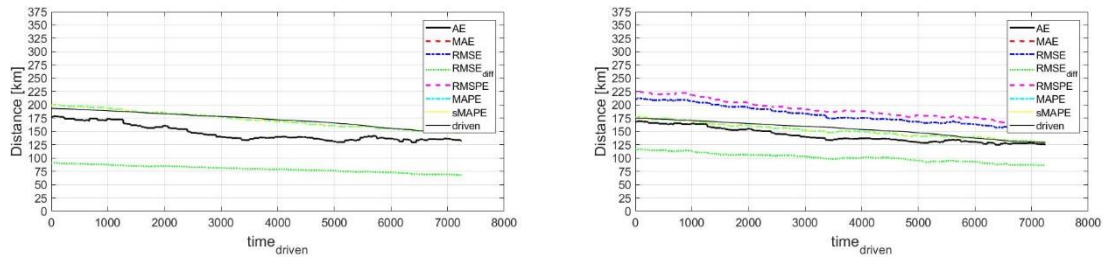 375
350
325
300
275
250
225
200
175
150
125
100
75
50
25
0
Distance [km]
0 1000 2000 3000 4000 5000 6000 7000 8000
time_driven
AE
MAE
RMSE
RMSE_diff
RMSPE
MAPE
sMAPE
driven
375
350
325
300
275
250
225
200
175
150
125
100
75
50
25
0
Distance [km]
0 1000 2000 3000 4000 5000 6000 7000 8000
time_driven
AE
MAE
RMSE
RMSE_diff
RMSPE
MAPE
sMAPE
driven